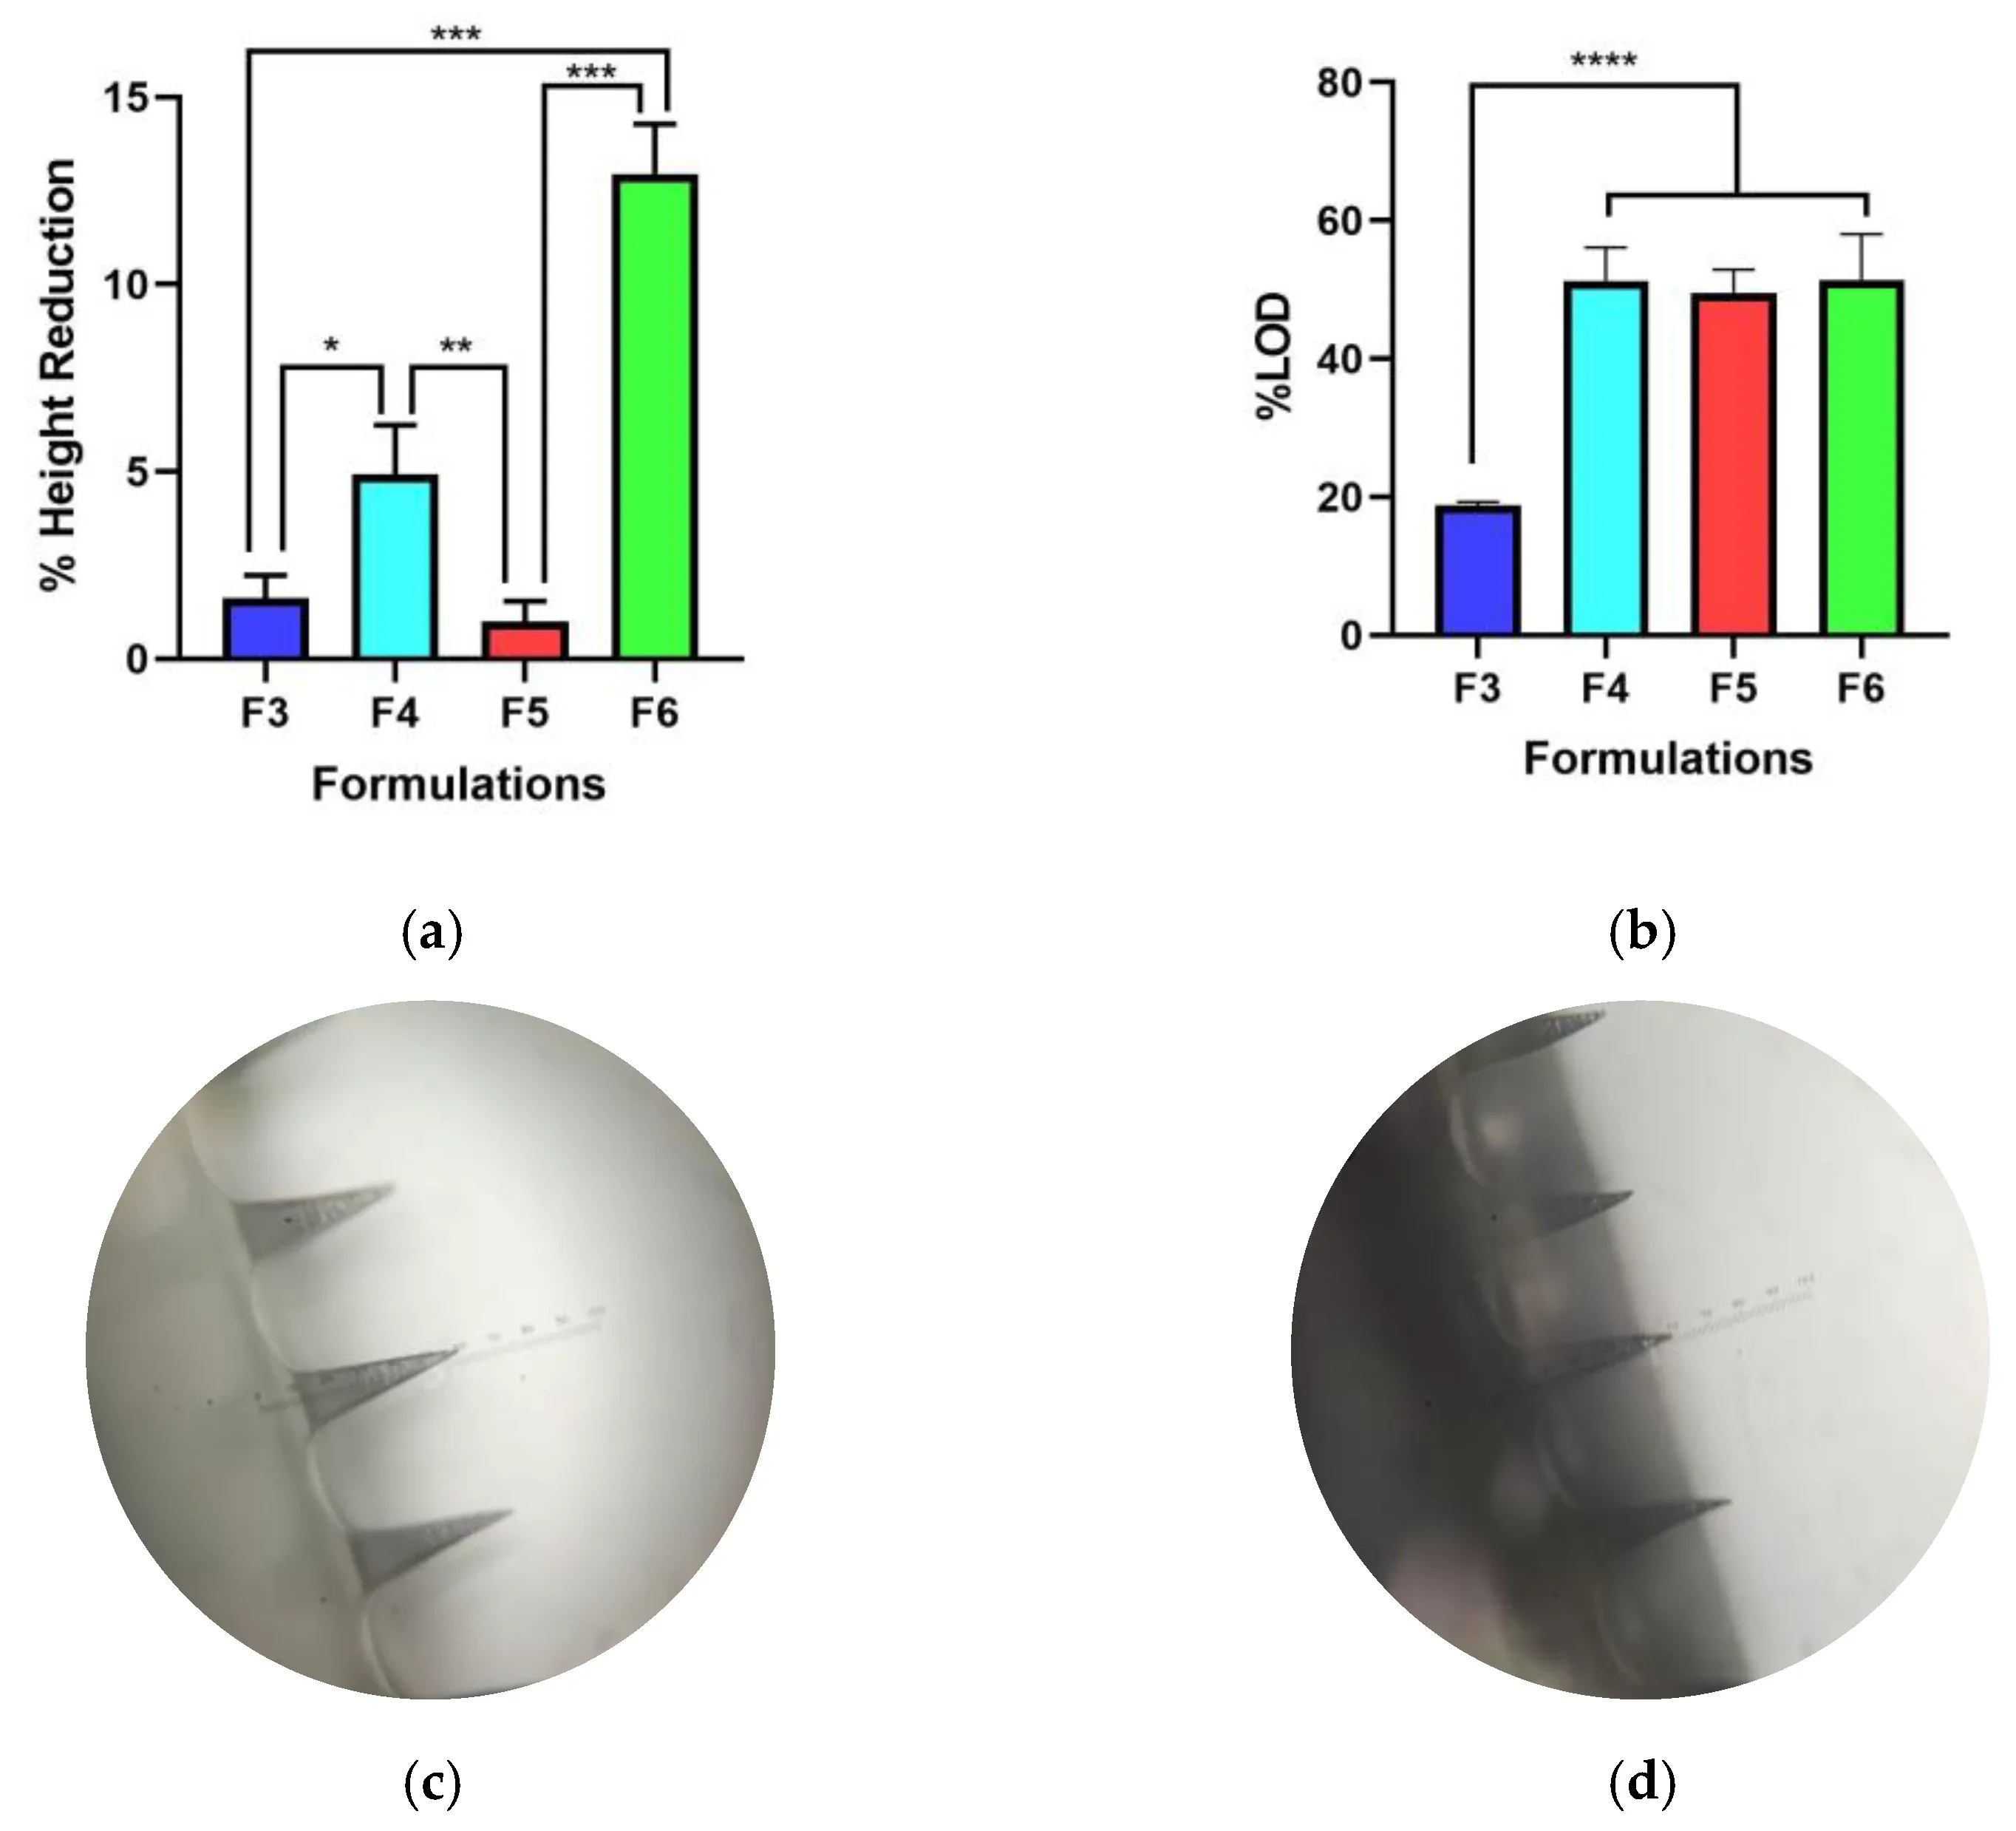 ***
***
15
10
5
0
*
**
% Height Reduction
F3 F4 F5 F6
Formulations
(a)
****
80
60
40
20
0
%LOD
F3 F4 F5 F6
Formulations
(b)
(c)
(d)